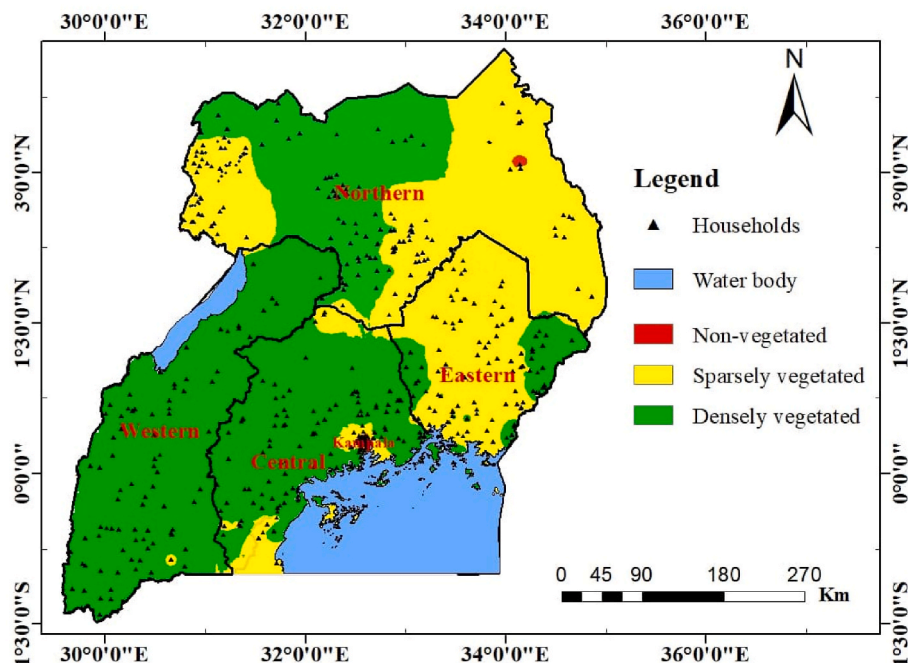 30°0'0"E 32°0'0"E 34°0'0"E 36°0'0"E
3°0'0"N
1°30'0"N
0°0'0"
1°30'0"S
3°0'0"N
1°30'0"N
0°0'0"
1°30'0"S
N
Northern
Eastern
Western
Kampala
Central
Legend
Households
Water body
Non-vegetated
Sparsely vegetated
Densely vegetated
0 45 90 180 270
Km
30°0'0"E 32°0'0"E 34°0'0"E 36°0'0"E